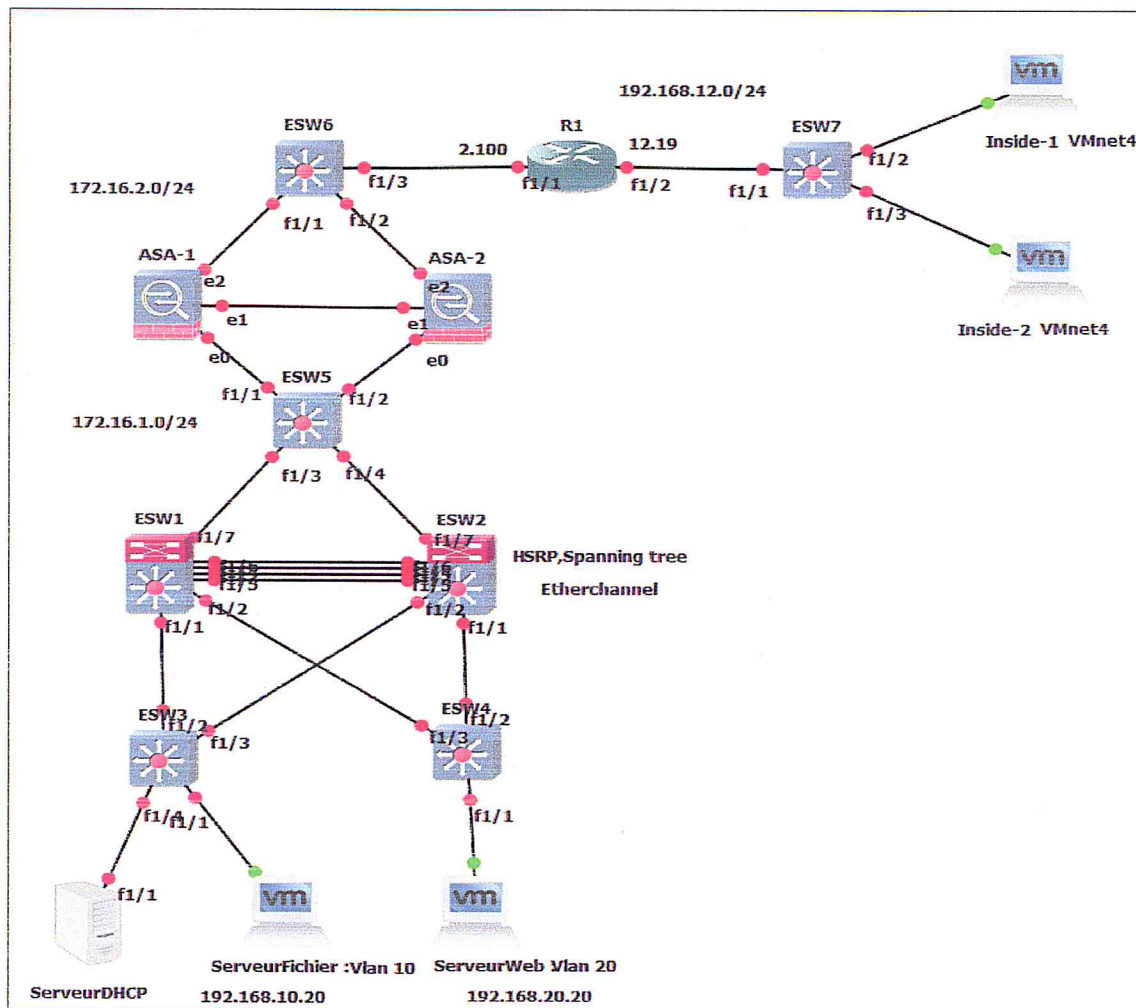 192.168.12.0/24
Inside-1 VMnet4
ESW6
R1
ESW7
2.100
12.19
f1/3
f1/1
f1/2
f1/1
f1/2
f1/3
172.16.2.0/24
f1/1
f1/2
ASA-1
ASA-2
e2
e2
e1
e1
Inside-2 VMnet4
e0
e0
ESW5
f1/1
f1/2
172.16.1.0/24
f1/3
f1/4
ESW1
ESW2
f1/7
f1/7
HSRP,Spanning tree
Etherchannel
f1/2
f1/2
f1/1
f1/1
ESW3
ESW4
f1/2
f1/3
f1/2
f1/3
f1/4
f1/1
f1/1
f1/1
vm
vm
vm
vm
ServeurDHCP
ServeurFichier :Vlan 10
192.168.10.20
ServeurWeb :Vlan 20
192.168.20.20